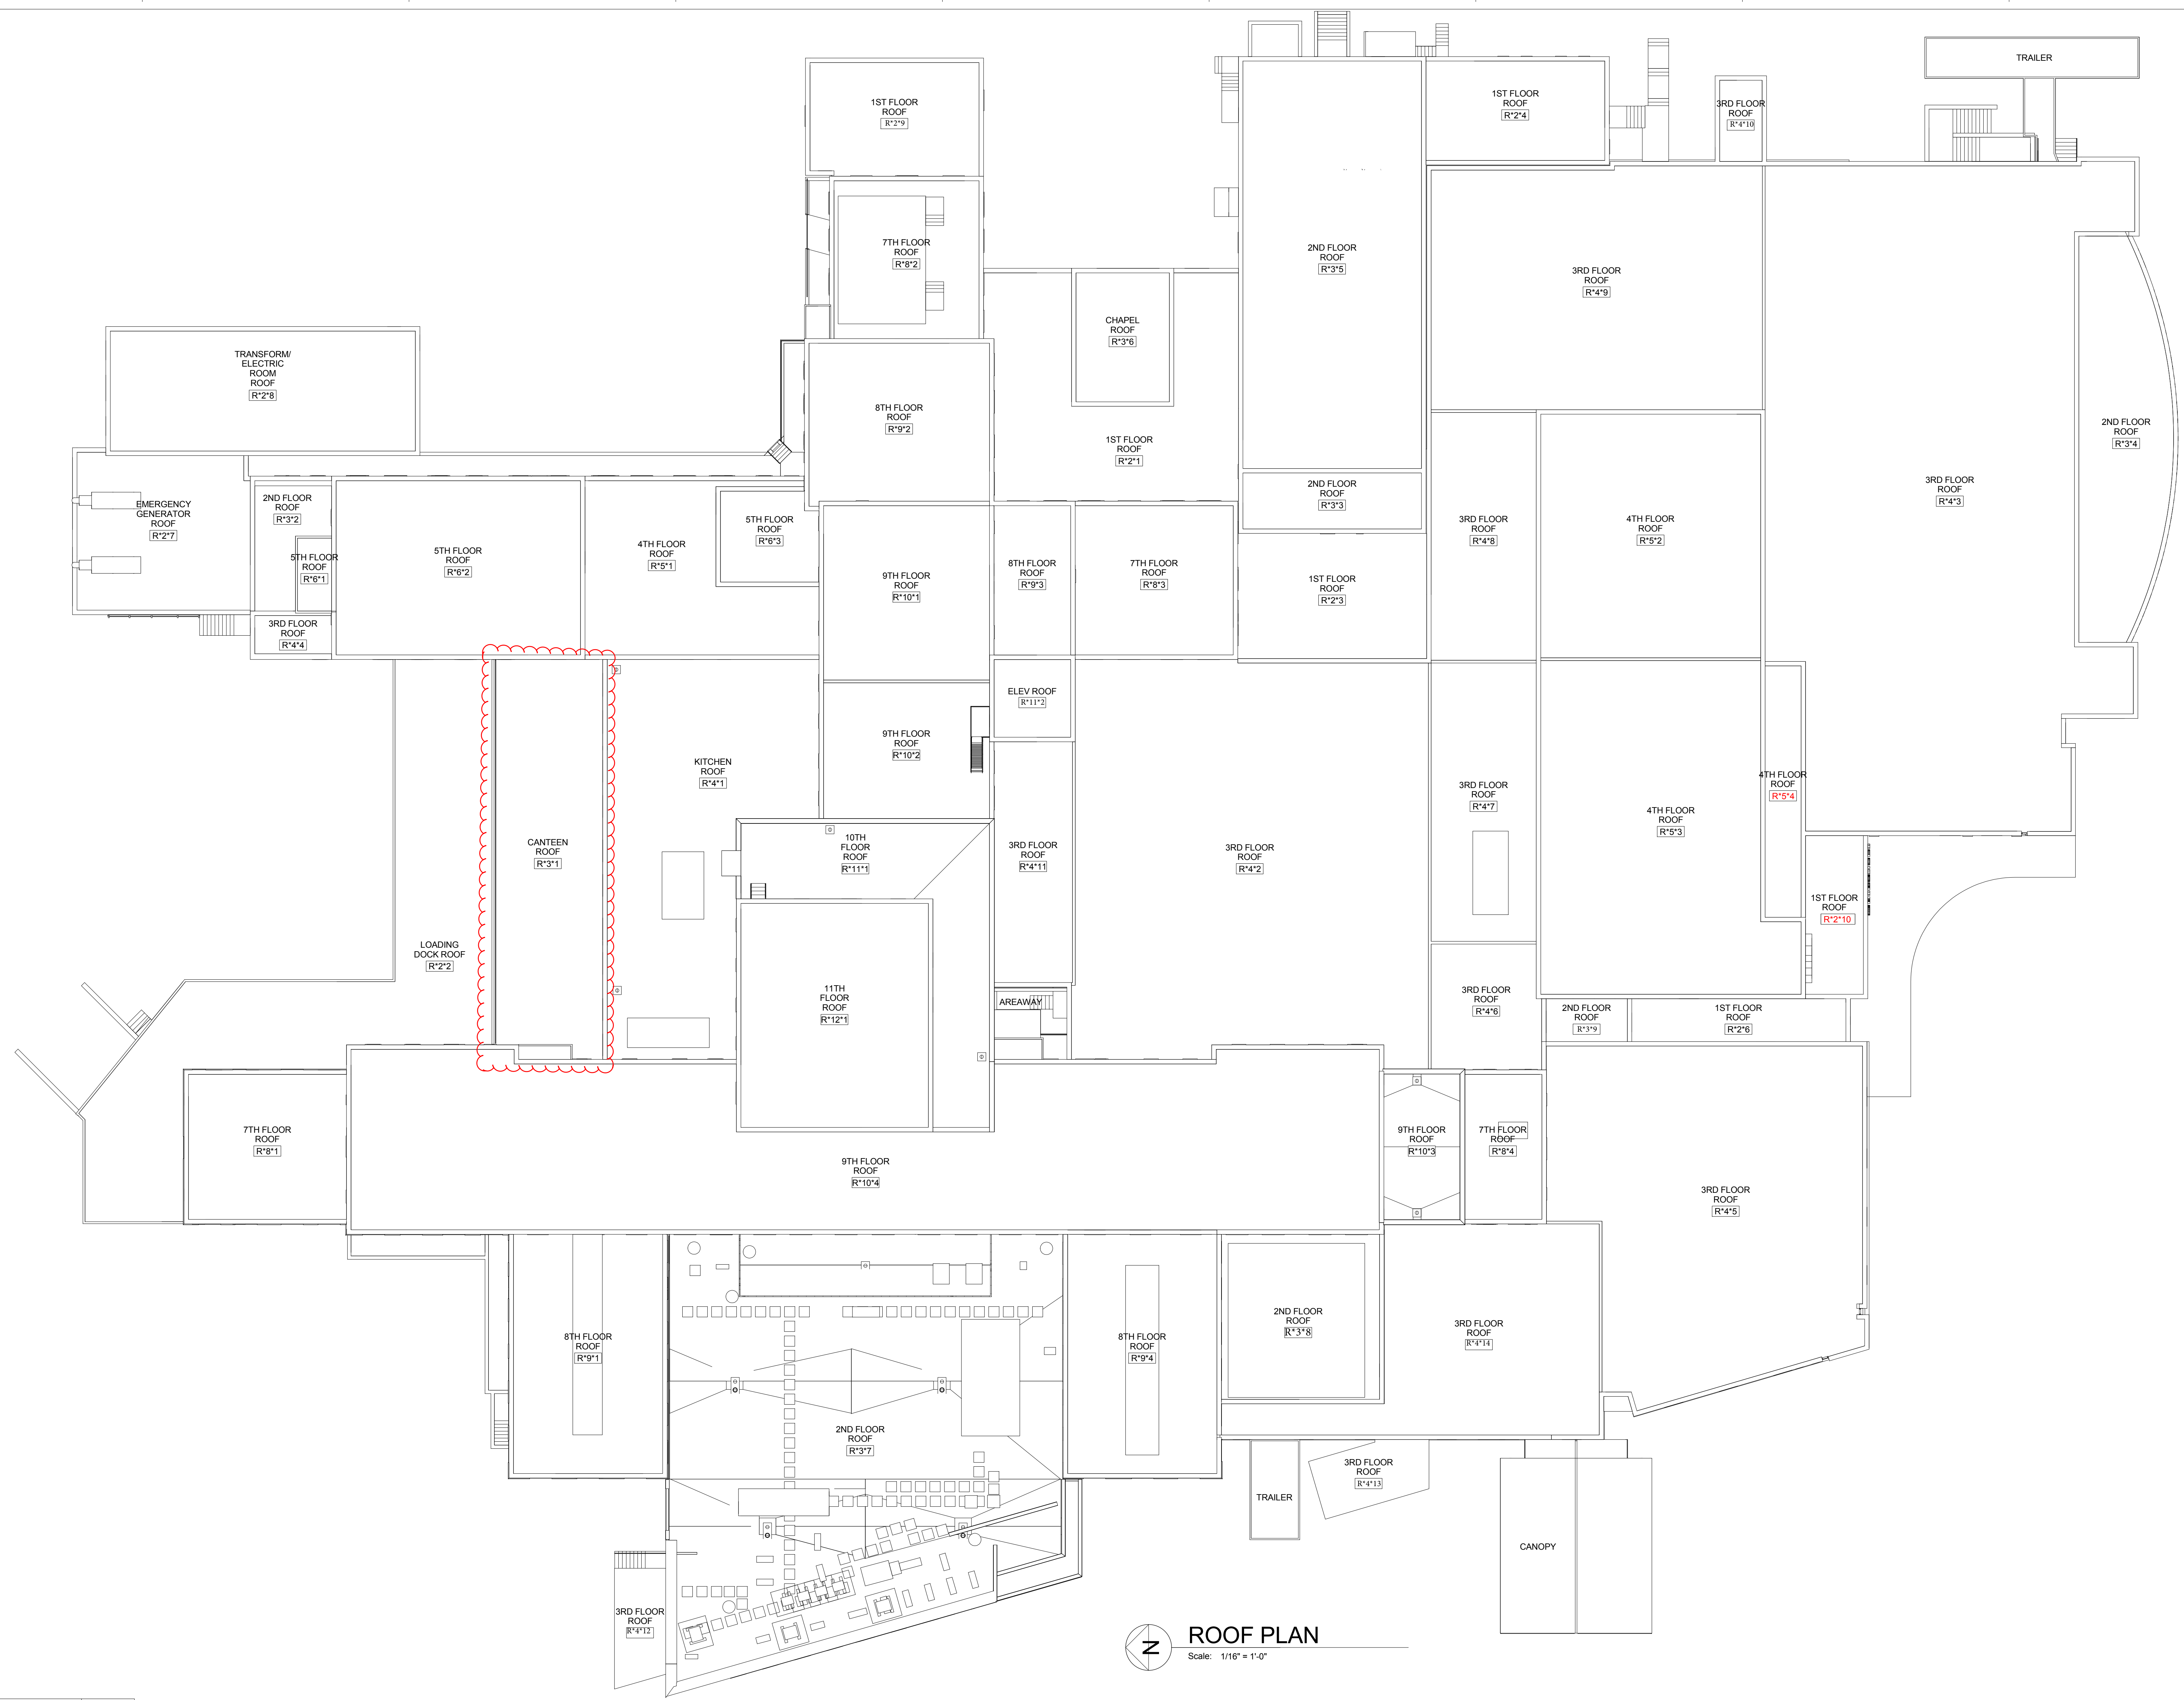 TRAILER
1ST FLOOR
ROOF
R*2*9
1ST FLOOR
ROOF
R*2*4
3RD FLOOR
ROOF
R*4*10
7TH FLOOR
ROOF
R*8*2
2ND FLOOR
ROOF
R*3*5
3RD FLOOR
ROOF
R*4*9
CHAPEL
ROOF
R*3*6
TRANSFORM/
ELECTRIC
ROOM
ROOF
R*2*8
8TH FLOOR
ROOF
R*9*2
1ST FLOOR
ROOF
R*2*1
2ND FLOOR
ROOF
R*3*4
3RD FLOOR
ROOF
R*4*3
EMERGENCY
GENERATOR
ROOF
R*2*7
2ND FLOOR
ROOF
R*3*2
5TH FLOOR
ROOF
R*6*1
5TH FLOOR
ROOF
R*6*2
4TH FLOOR
ROOF
R*5*1
5TH FLOOR
ROOF
R*6*3
9TH FLOOR
ROOF
R*10*1
8TH FLOOR
ROOF
R*9*3
7TH FLOOR
ROOF
R*8*3
2ND FLOOR
ROOF
R*3*3
1ST FLOOR
ROOF
R*2*3
3RD FLOOR
ROOF
R*4*8
4TH FLOOR
ROOF
R*5*2
3RD FLOOR
ROOF
R*4*4
ELEV ROOF
R*11*2
9TH FLOOR
ROOF
R*10*2
KITCHEN
ROOF
R*4*1
CANTEEN
ROOF
R*3*1
10TH
FLOOR
ROOF
R*11*1
3RD FLOOR
ROOF
R*4*11
3RD FLOOR
ROOF
R*4*2
3RD FLOOR
ROOF
R*4*7
4TH FLOOR
ROOF
R*5*3
4TH FLOOR
ROOF
R*5*4
1ST FLOOR
ROOF
R*2*10
LOADING
DOCK ROOF
R*2*2
11TH
FLOOR
ROOF
R*12*1
AREAWAY
3RD FLOOR
ROOF
R*4*6
2ND FLOOR
ROOF
R*3*9
1ST FLOOR
ROOF
R*2*6
7TH FLOOR
ROOF
R*8*1
9TH FLOOR
ROOF
R*10*4
9TH FLOOR
ROOF
R*10*3
7TH FLOOR
ROOF
R*8*4
3RD FLOOR
ROOF
R*4*5
8TH FLOOR
ROOF
R*9*1
2ND FLOOR
ROOF
R*3*7
8TH FLOOR
ROOF
R*9*4
2ND FLOOR
ROOF
R*3*8
3RD FLOOR
ROOF
R*4*14
3RD FLOOR
ROOF
R*4*13
TRAILER
CANOPY
3RD FLOOR
ROOF
R*4*12
N
ROOF PLAN
Scale: 1/16" = 1'-0"